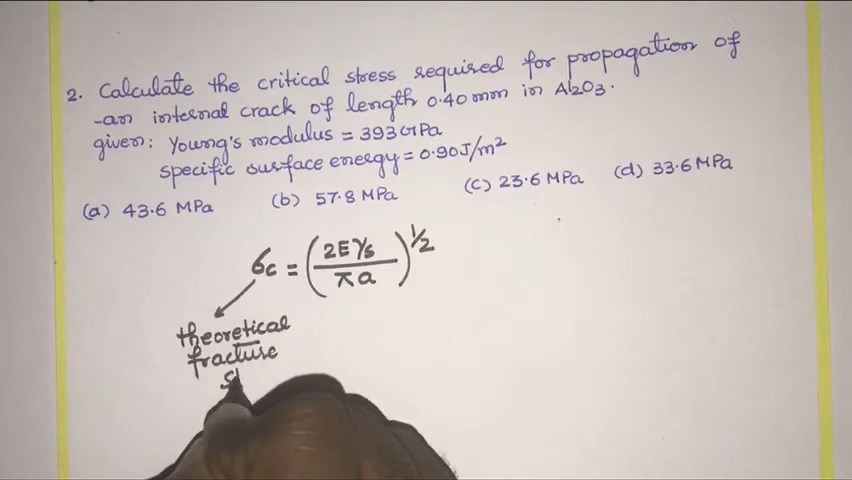 2. Calculate the critical stress required for propagation of
-an internal crack of length 0.40 mm in Al2O3.
given: Young's modulus = 393 GPa
specific surface energy = 0.90 J/m²
(a) 43.6 MPa (b) 57.8 MPa (c) 23.6 MPa (d) 33.6 MPa
σc = (2Eγs / πa)^1/2
theoretical
fracture